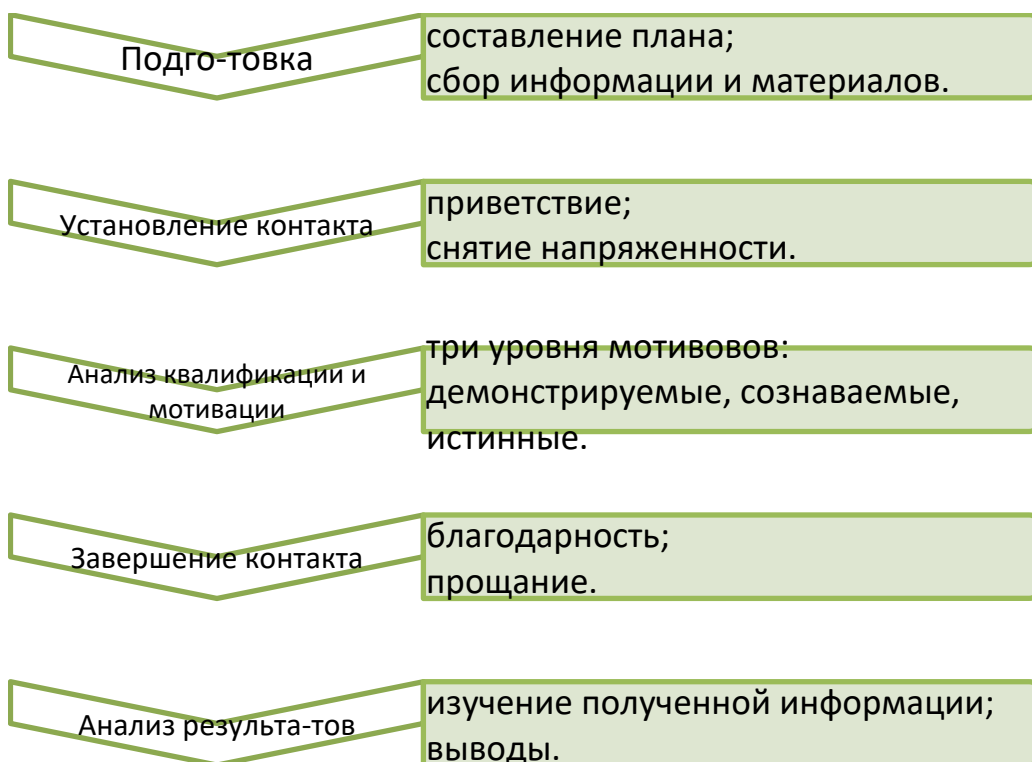 Подго-товка
составление плана;
сбор информации и материалов.
Установление контакта
приветствие;
снятие напряженности.
Анализ квалификации и
мотивации
три уровня мотивовов:
демонстрируемые, сознаваемые,
истинные.
Завершение контакта
благодарность;
прощание.
Анализ результа-тов
изучение полученной информации;
выводы.